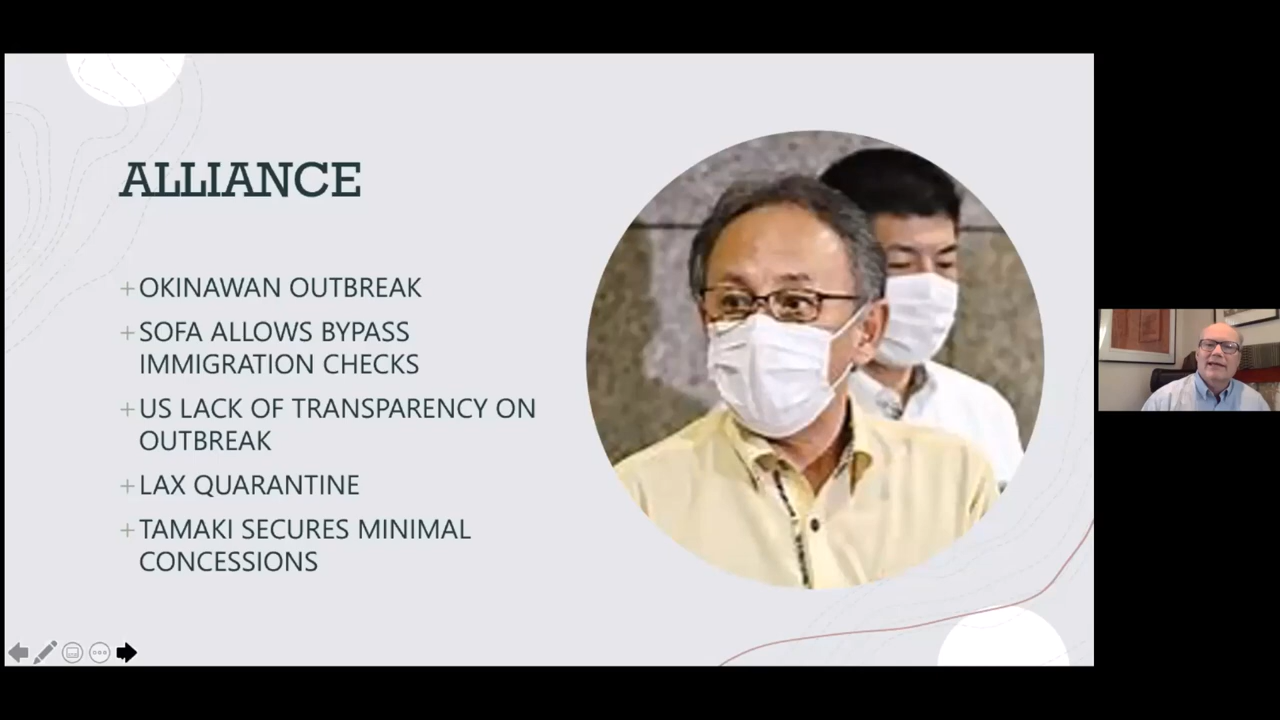 ALLIANCE
+OKINAWAN OUTBREAK
+SOFA ALLOWS BYPASS
IMMIGRATION CHECKS
+US LACK OF TRANSPARENCY ON
OUTBREAK
+LAX QUARANTINE
+TAMAKI SECURES MINIMAL
CONCESSIONS